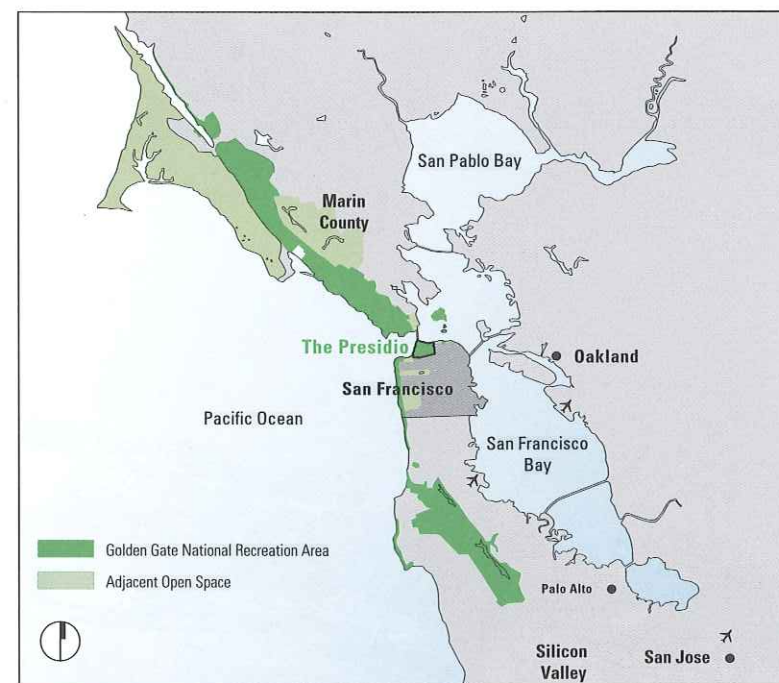 San Pablo Bay
Marin
County
The Presidio
Oakland
San Francisco
Pacific Ocean
San Francisco
Bay
Golden Gate National Recreation Area
Adjacent Open Space
Palo Alto
Silicon
Valley
San Jose